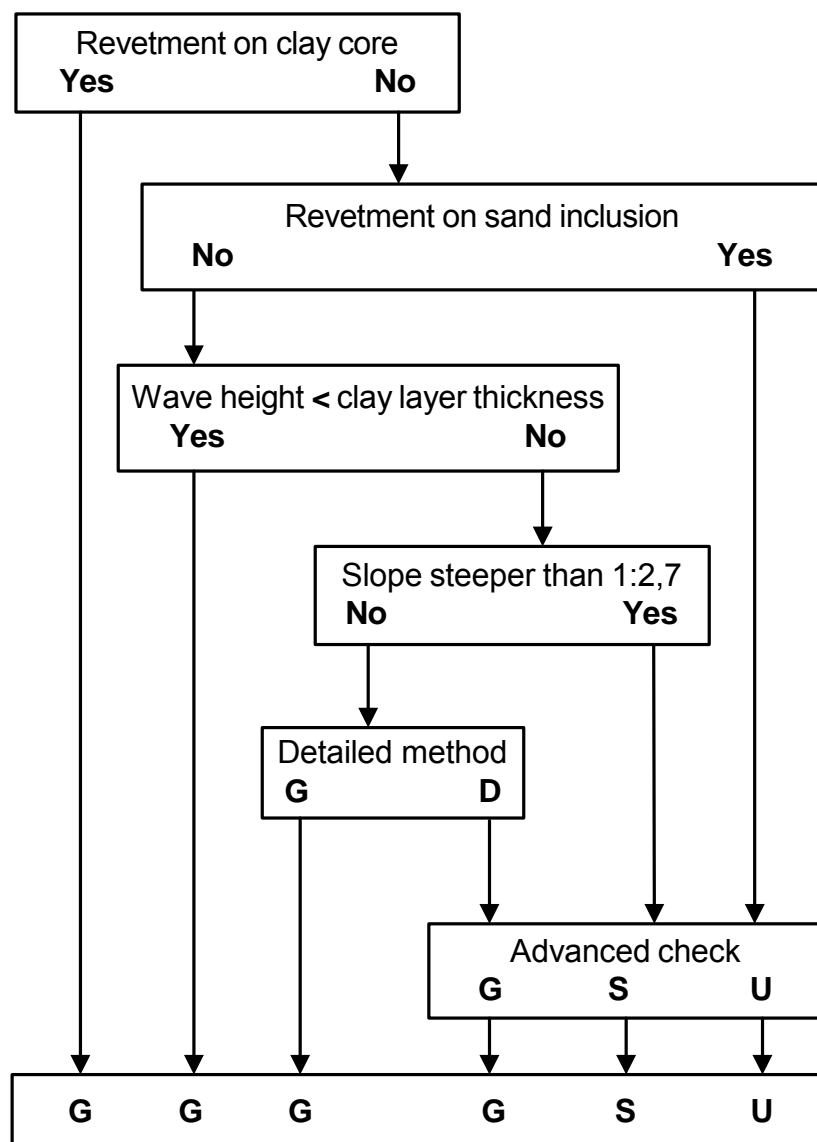 Revetment on clay core
Yes No
Revetment on sand inclusion
No Yes
Wave height < clay layer thickness
Yes No
Slope steeper than 1:2,7
No Yes
Detailed method
G D
Advanced check
G S U
G G G G S U